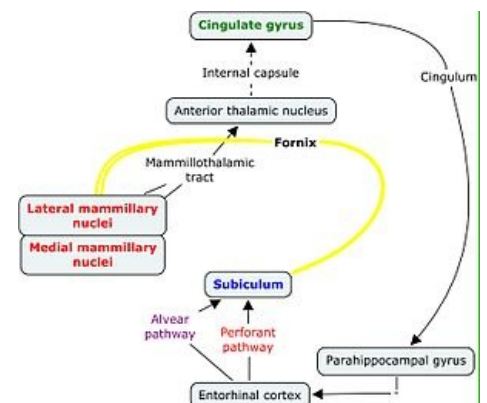 Cingulate gyrus
Internal capsule
Cingulum
Anterior thalamic nucleus
Fornix
Mammillothalamic
tract
Lateral mammillary
nuclei
Medial mammillary
nuclei
Subiculum
Alvear
pathway
Perforant
pathway
Parahippocampal gyrus
Entorhinal cortex